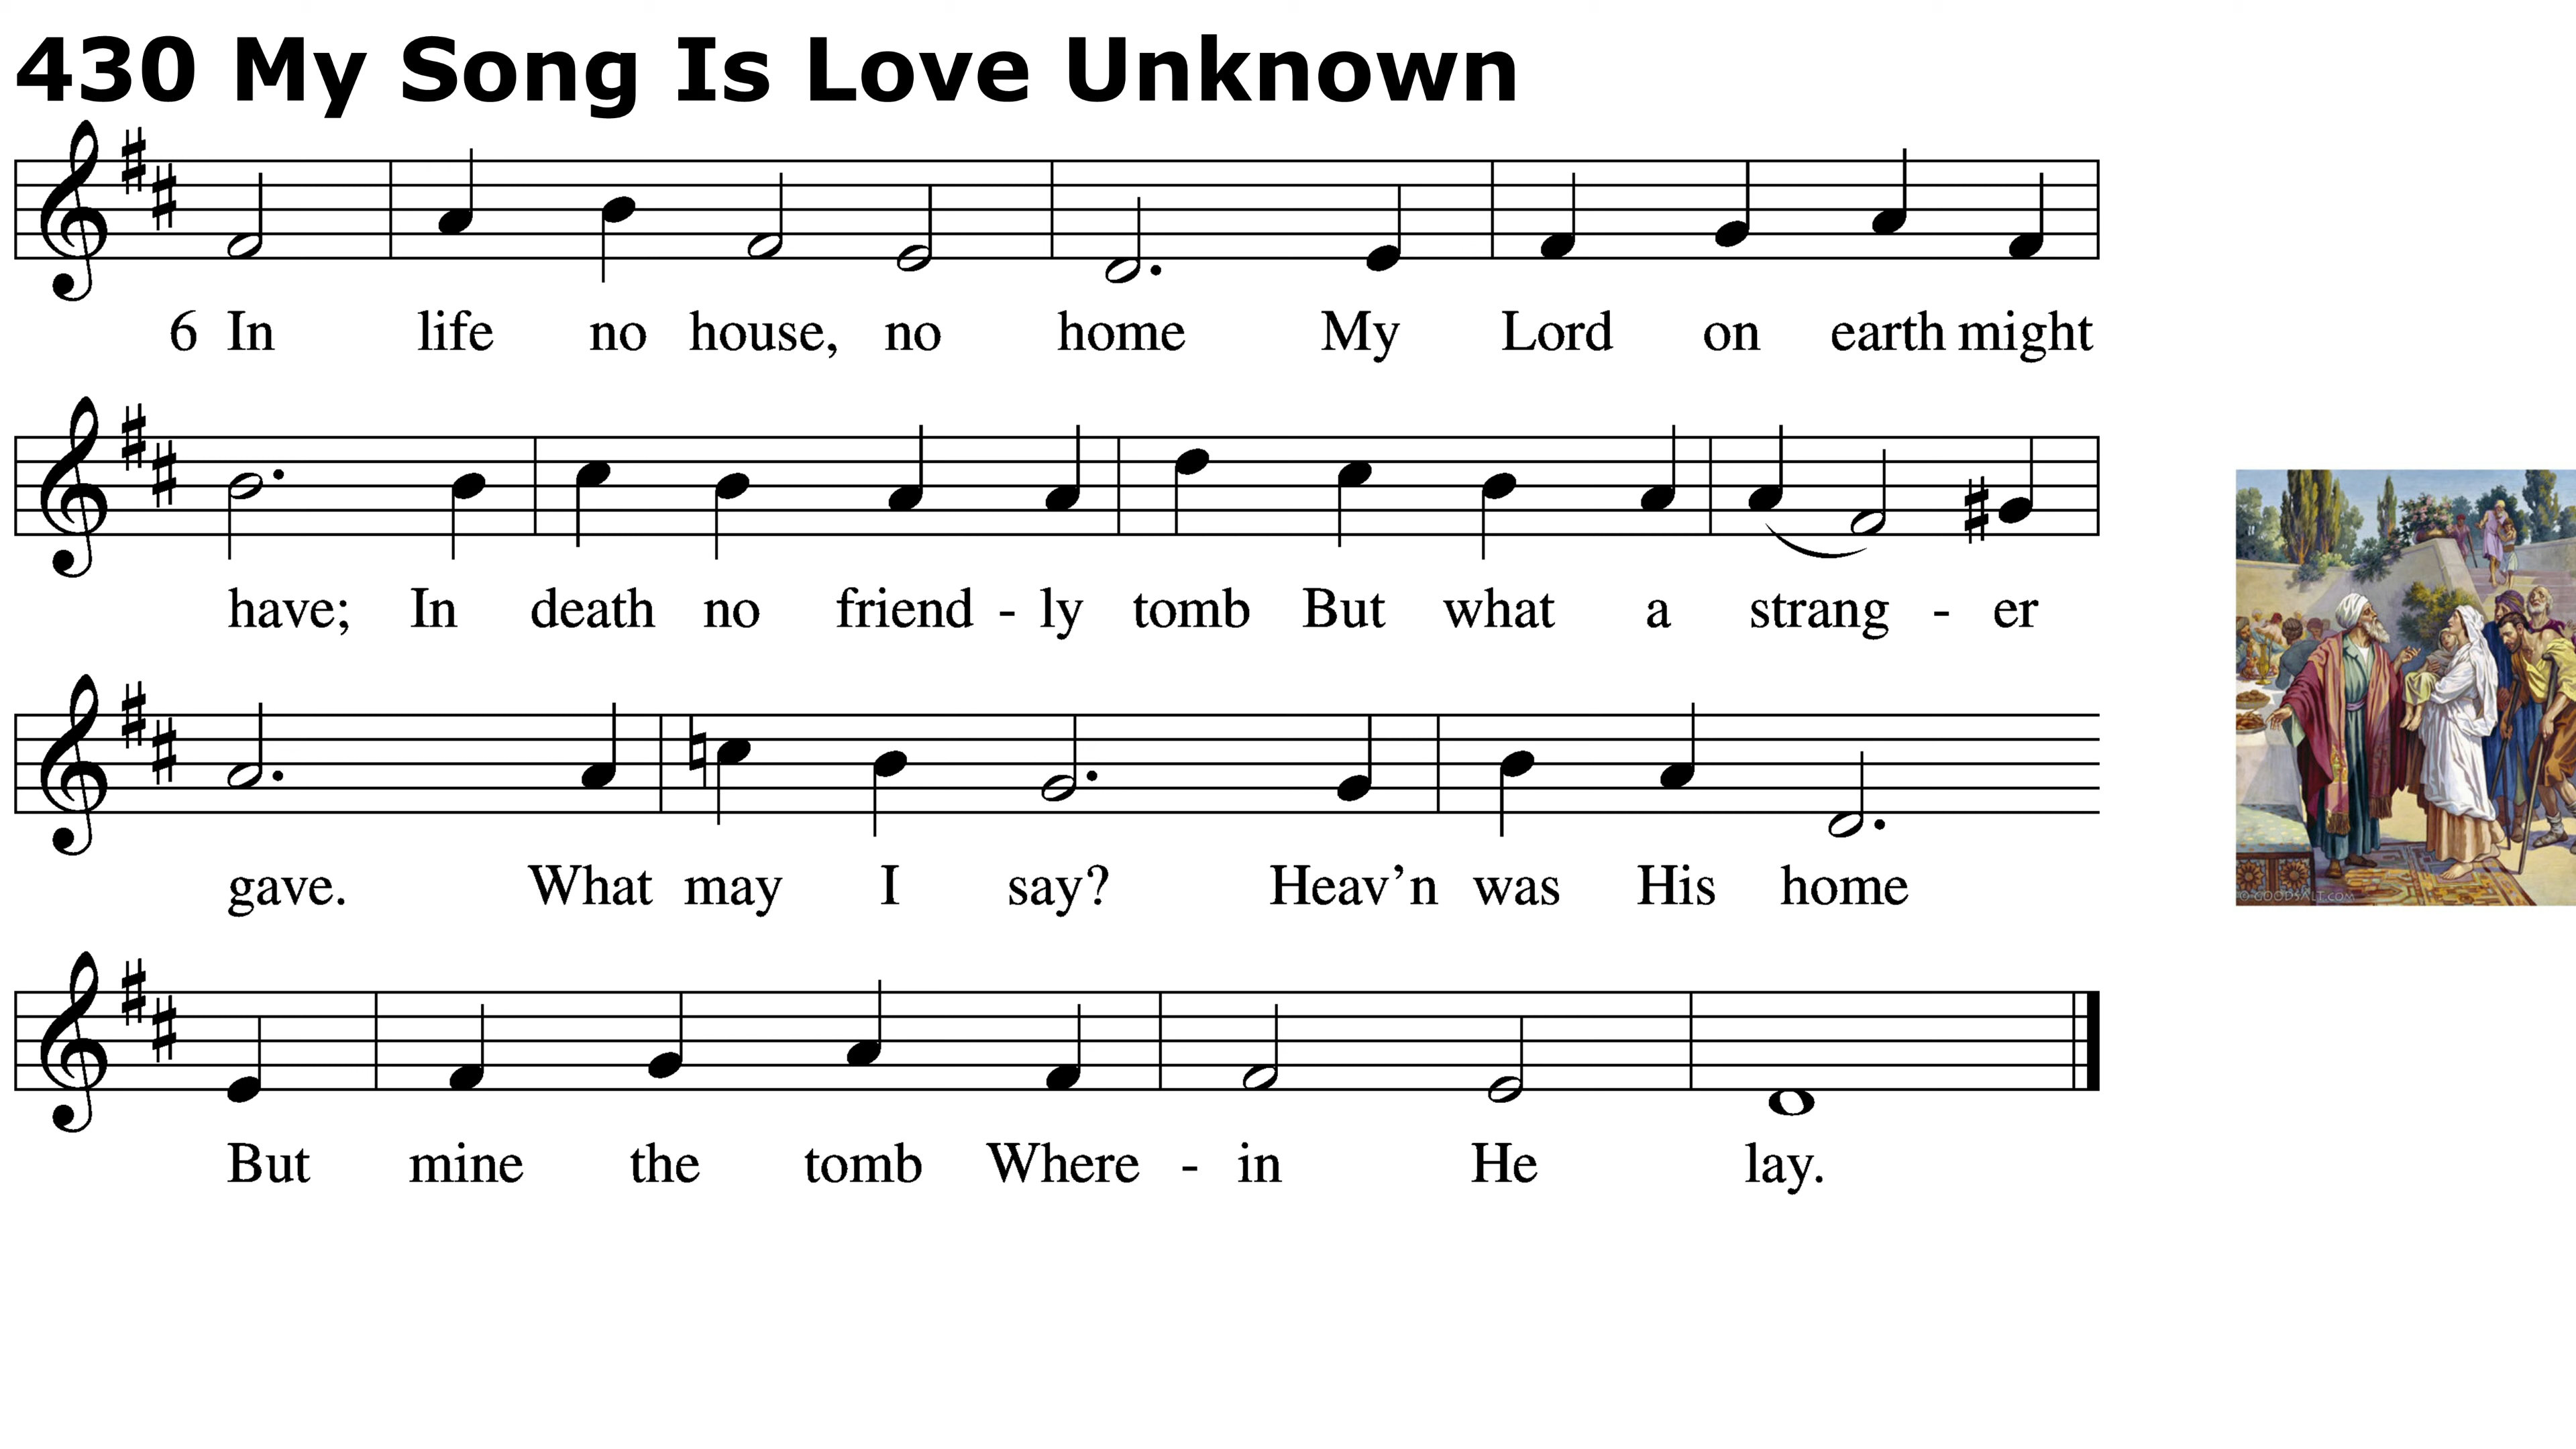 430 My Song Is Love Unknown
6 In life no house, no home My Lord on earth might
have; In death no friend - ly tomb But what a strang - er
gave. What may I say? Heav’n was His home
But mine the tomb Where - in He lay.
© GOODSALT.COM